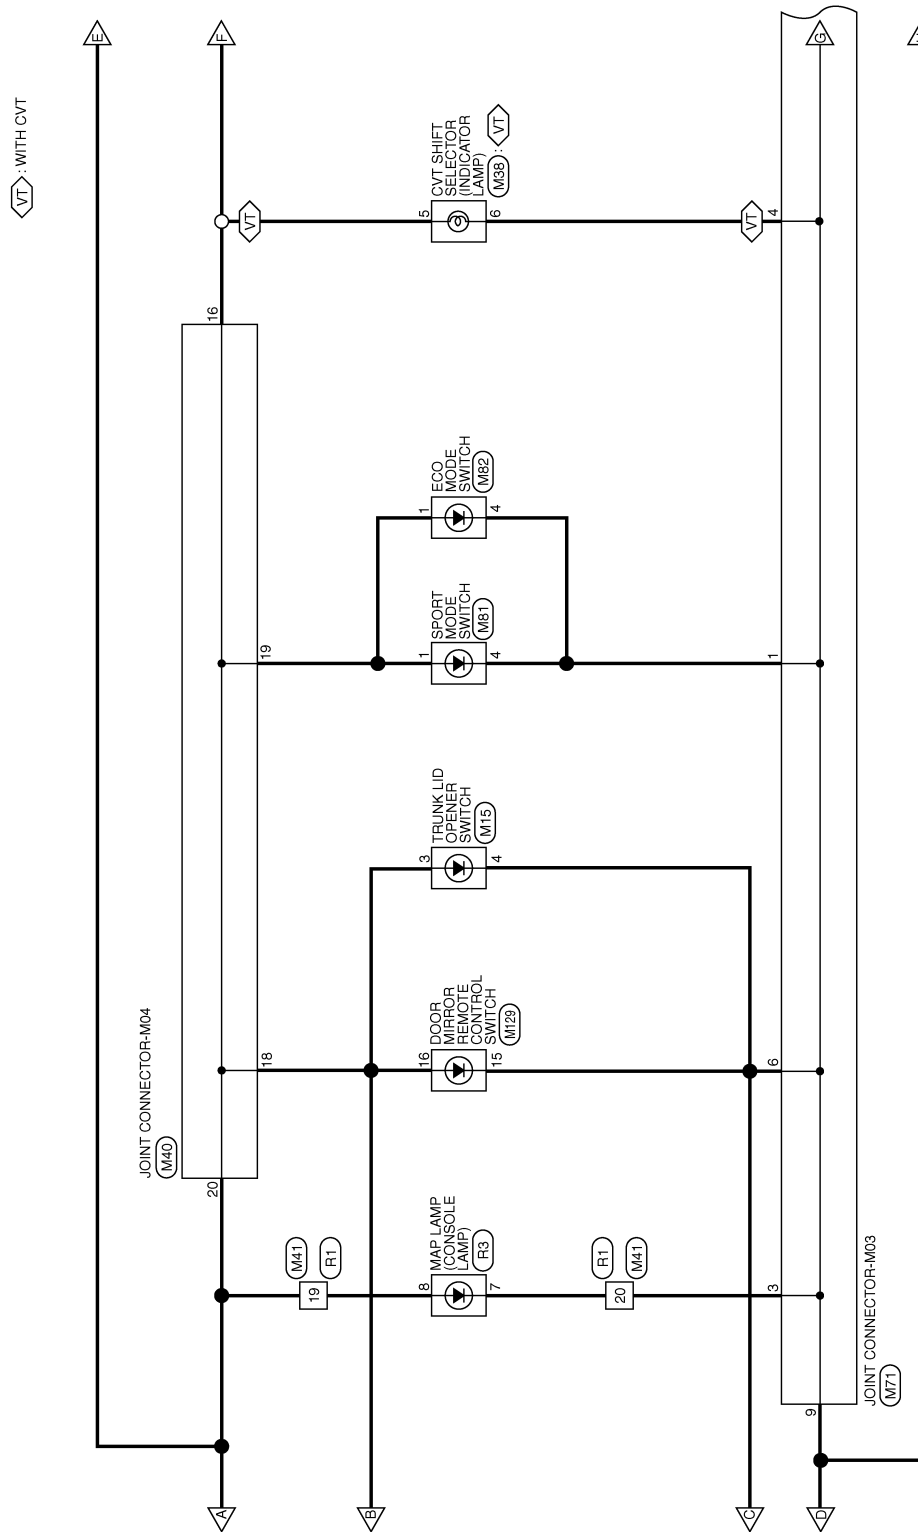 VT : WITH CVT
E
F
G
16
VT
5
CVT SHIFT
SELECTOR
(INDICATOR
LAMP)
M38 : VT
6
VT
4
19
1
ECO
MODE
SWITCH
M82
4
1
SPORT
MODE
SWITCH
M81
4
1
3
TRUNK LID
OPENER
SWITCH
M15
4
JOINT CONNECTOR-M04
M40
18
16
DOOR
MIRROR
REMOTE
CONTROL
SWITCH
M129
15
6
20
M41
R1
19
8
MAP LAMP
(CONSOLE
LAMP)
R3
7
R1
M41
20
3
JOINT CONNECTOR-M03
M71
9
A
B
C
D